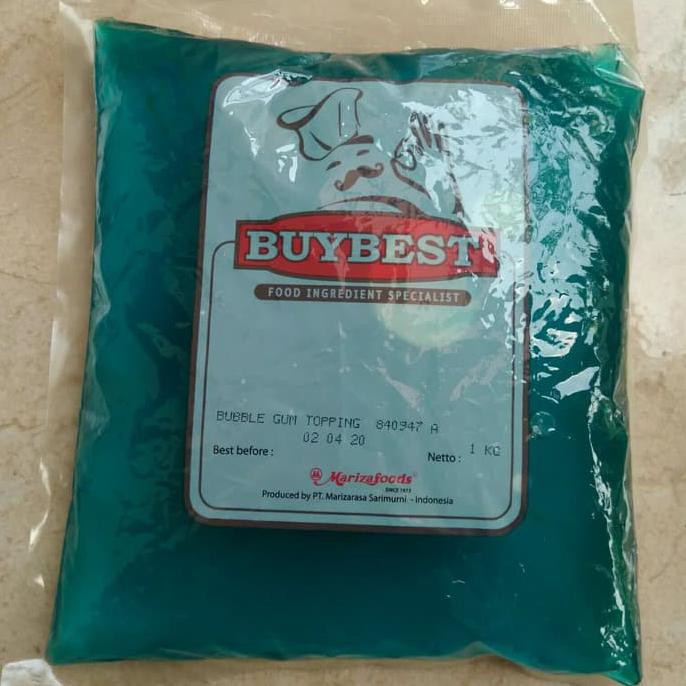 BUYBEST
FOOD INGREDIENT SPECIALIST
BUBBLE GUM TOPPING 840947 A
02 04 20
Best before :
Netto : 1 KG
Marizafoods
SINCE 1973
Produced by PT. Marizarasa Sarimurni - indonesia